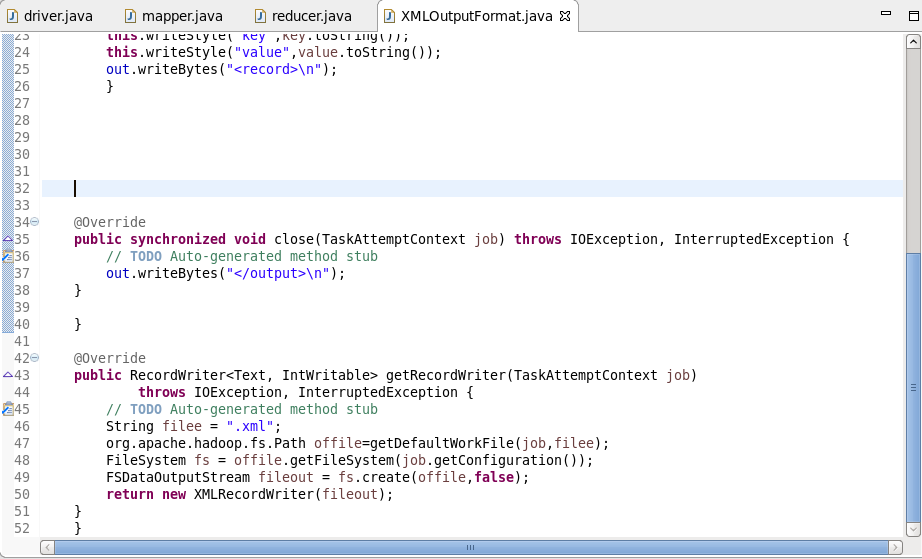 driver.java mapper.java reducer.java XMLOutputFormat.java
23 this.writeStyle("key",key.toString());
24 this.writeStyle("value",value.toString());
25 out.writeBytes("<record>\n");
26 }
27
28
29
30
31
32
33
34 @Override
35 public synchronized void close(TaskAttemptContext job) throws IOException, InterruptedException {
36 // TODO Auto-generated method stub
37 out.writeBytes("</output>\n");
38 }
39
40 }
41
42 @Override
43 public RecordWriter<Text, IntWritable> getRecordWriter(TaskAttemptContext job)
44 throws IOException, InterruptedException {
45 // TODO Auto-generated method stub
46 String filee = ".xml";
47 org.apache.hadoop.fs.Path offile=getDefaultWorkFile(job,filee);
48 FileSystem fs = offile.getFileSystem(job.getConfiguration());
49 FSDataOutputStream fileout = fs.create(offile,false);
50 return new XMLRecordWriter(fileout);
51 }
52 }